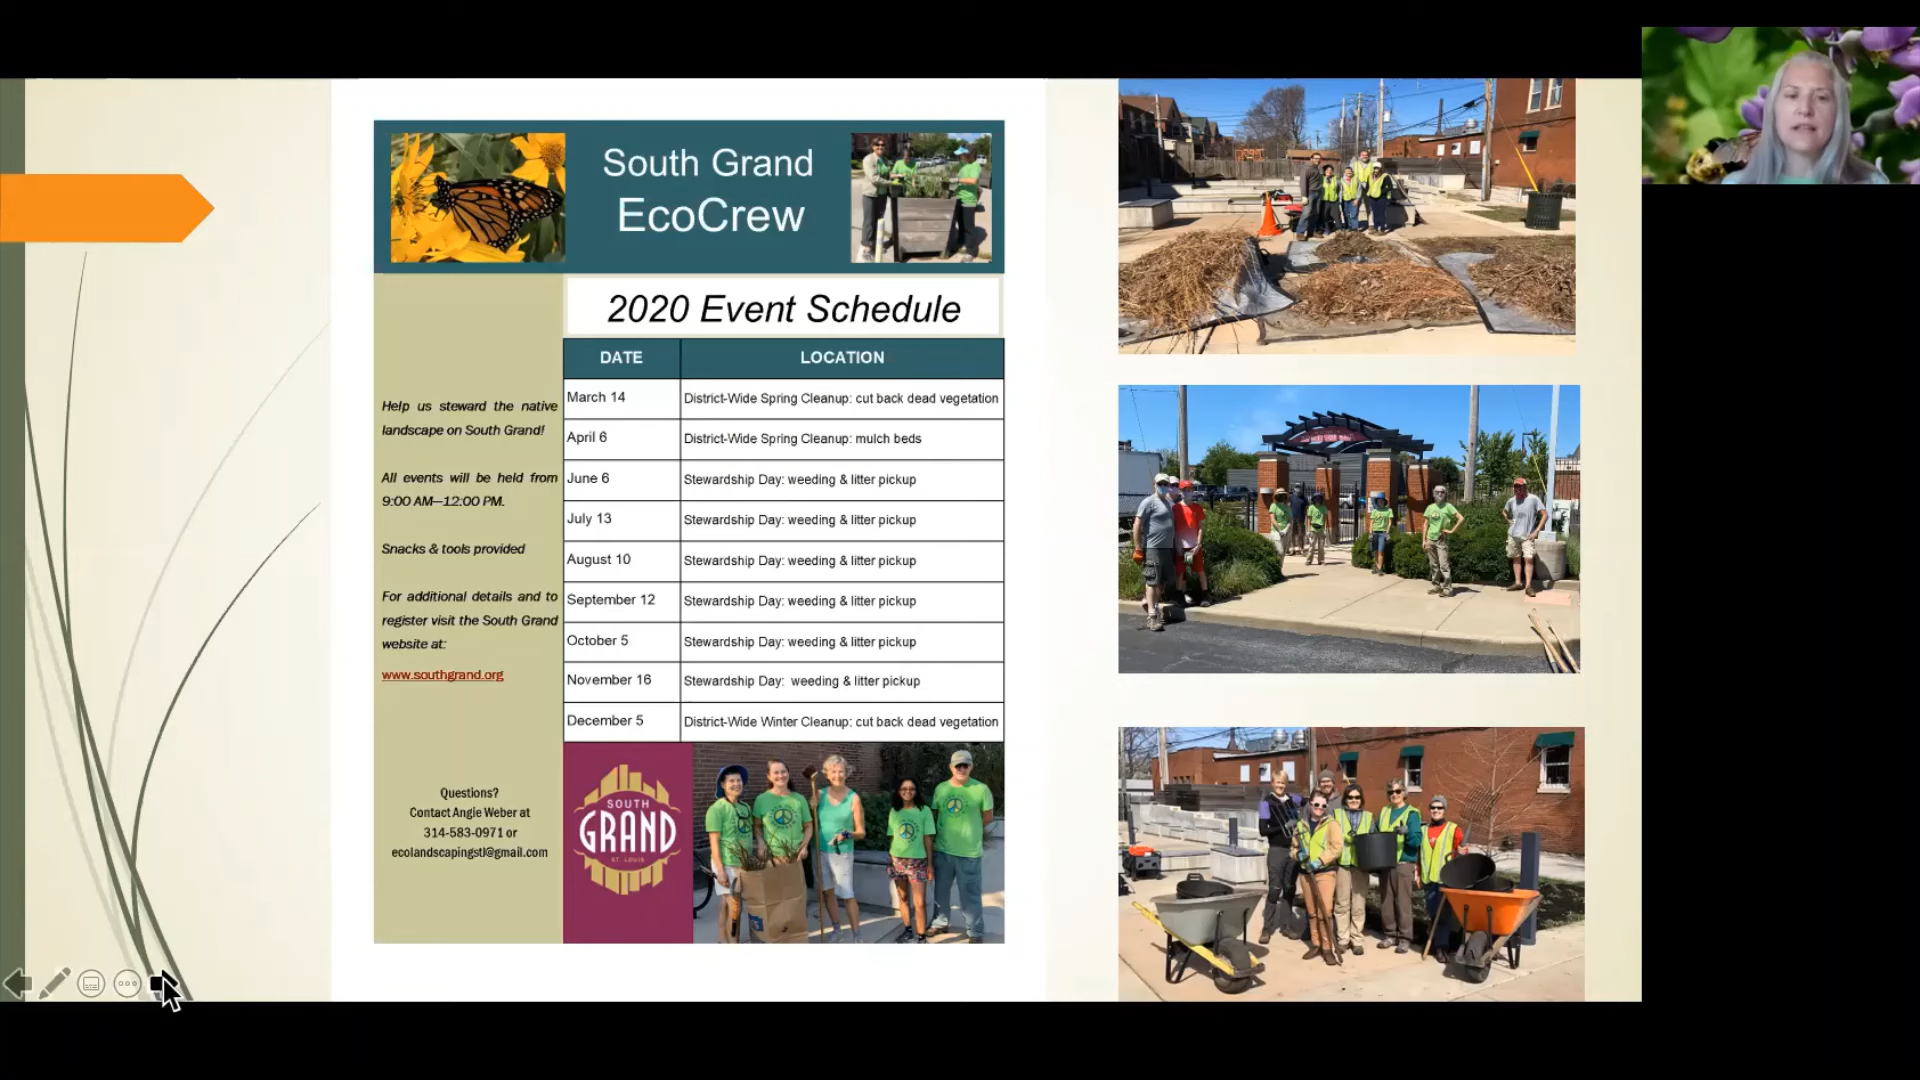 South Grand
EcoCrew
2020 Event Schedule
DATE LOCATION
March 14 District-Wide Spring Cleanup: cut back dead vegetation
April 6 District-Wide Spring Cleanup: mulch beds
June 6 Stewardship Day: weeding & litter pickup
July 13 Stewardship Day: weeding & litter pickup
August 10 Stewardship Day: weeding & litter pickup
September 12 Stewardship Day: weeding & litter pickup
October 5 Stewardship Day: weeding & litter pickup
November 16 Stewardship Day: weeding & litter pickup
December 5 District-Wide Winter Cleanup: cut back dead vegetation
Help us steward the native
landscape on South Grand!
All events will be held from
9:00 AM—12:00 PM.
Snacks & tools provided
For additional details and to
register visit the South Grand
website at:
www.southgrand.org
Questions?
Contact Angie Weber at
314-583-0971 or
ecolandscapingstl@gmail.com
SOUTH
GRAND
ST. LOUIS